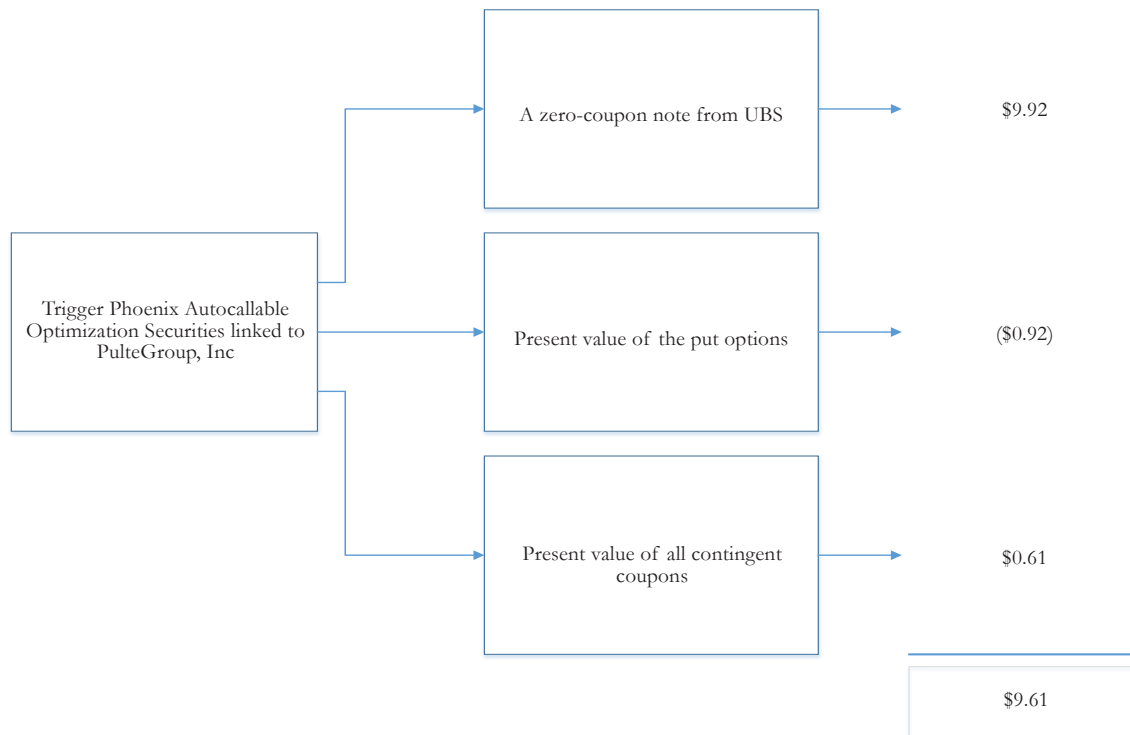 A zero-coupon note from UBS
$9.92
Trigger Phoenix Autocallable
Optimization Securities linked to
PulteGroup, Inc
Present value of the put options
($0.92)
Present value of all contingent
coupons
$0.61
$9.61